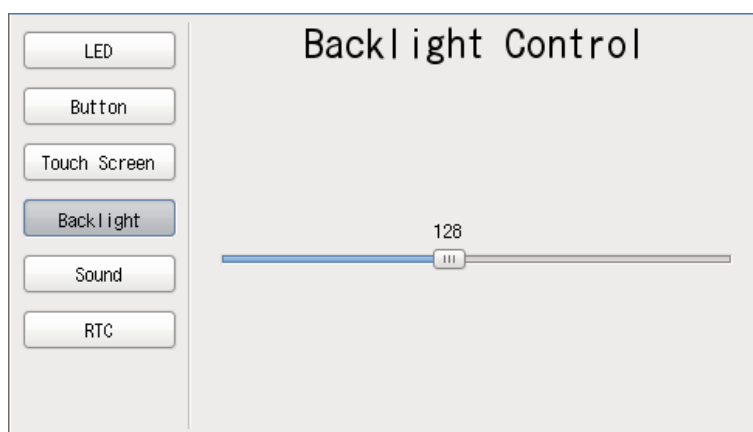 LED
Button
Touch Screen
Backlight
Sound
RTC
Backlight Control
128